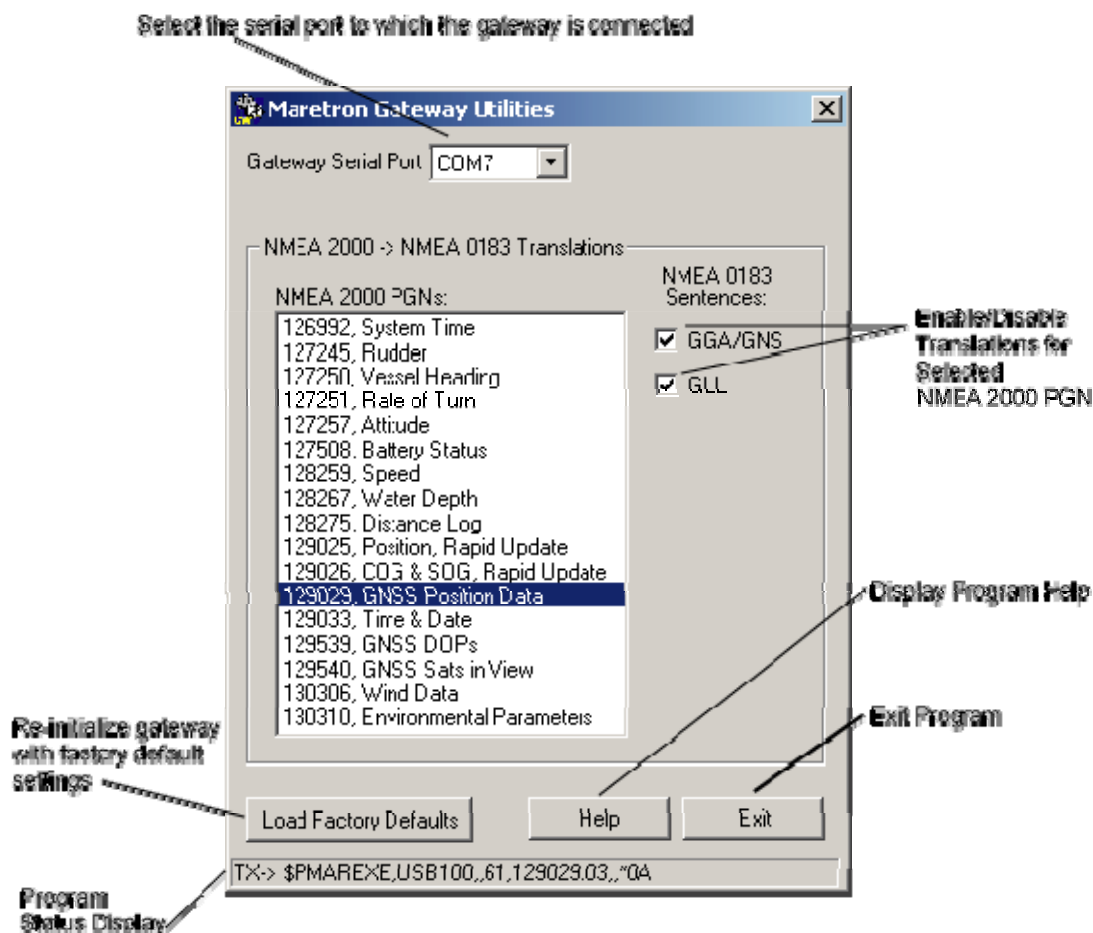 Select the serial port to which the gateway is connected
Maretron Gateway Utilities
Gateway Serial Port
COM7
NMEA 2000 -> NMEA 0183 Translations
NMEA 2000 PGNs:
126992, System Time
127245, Rudder
127250, Vessel Heading
127251, Rate of Turn
127257, Attitude
127508. Battery Status
128259, Speed
128267, Water Depth
128275. Distance Log
129025, Position, Rapid Update
129026, COG & SOG, Rapid Update
129029, GNSS Position Data
129033, Time & Date
129539, GNSS DOPs
129540, GNSS Sats in View
130306, Wind Data
130310, Environmental Parameters
NMEA 0183
Sentences:
GGA/GNS
GLL
Enable/Disable
Translations for
Selected
NMEA 2000 PGN
Display Program Help
Exit Program
Re-initialize gateway
with factory default
settings
Load Factory Defaults
Help
Exit
TX-> $PMAREXE,USB100,,61,129029.03,,*0A
Program
Status Display